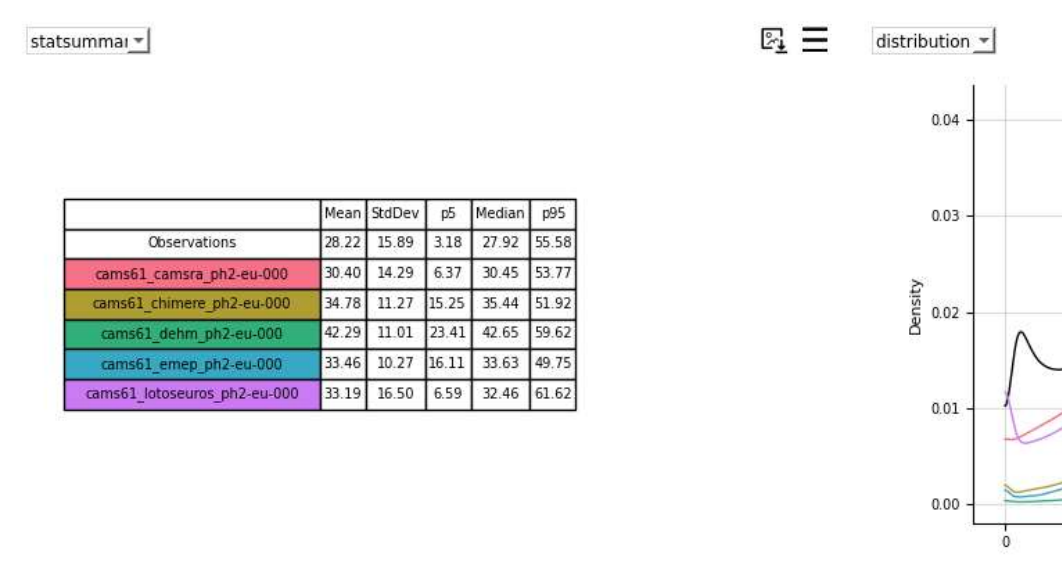 statsummar
distribution
Mean StdDev p5 Median p95
Observations 28.22 15.89 3.18 27.92 55.58
cams61_camsra_ph2-eu-000 30.40 14.29 6.37 30.45 53.77
cams61_chimere_ph2-eu-000 34.78 11.27 15.25 35.44 51.92
cams61_dehm_ph2-eu-000 42.29 11.01 23.41 42.65 59.62
cams61_emep_ph2-eu-000 33.46 10.27 16.11 33.63 49.75
cams61_lotoseuros_ph2-eu-000 33.19 16.50 6.59 32.46 61.62
Density
0.04
0.03
0.02
0.01
0.00
0